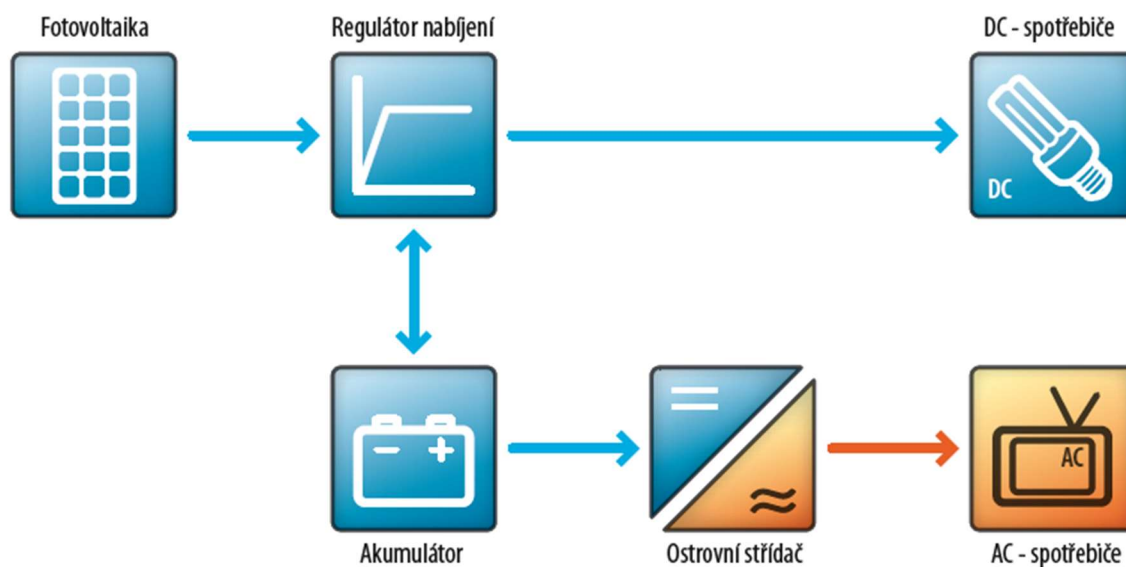 Fotovoltaika
Regulátor nabíjení
DC - spotřebiče
DC
AC
Akumulátor
Ostrovní střídač
AC - spotřebiče